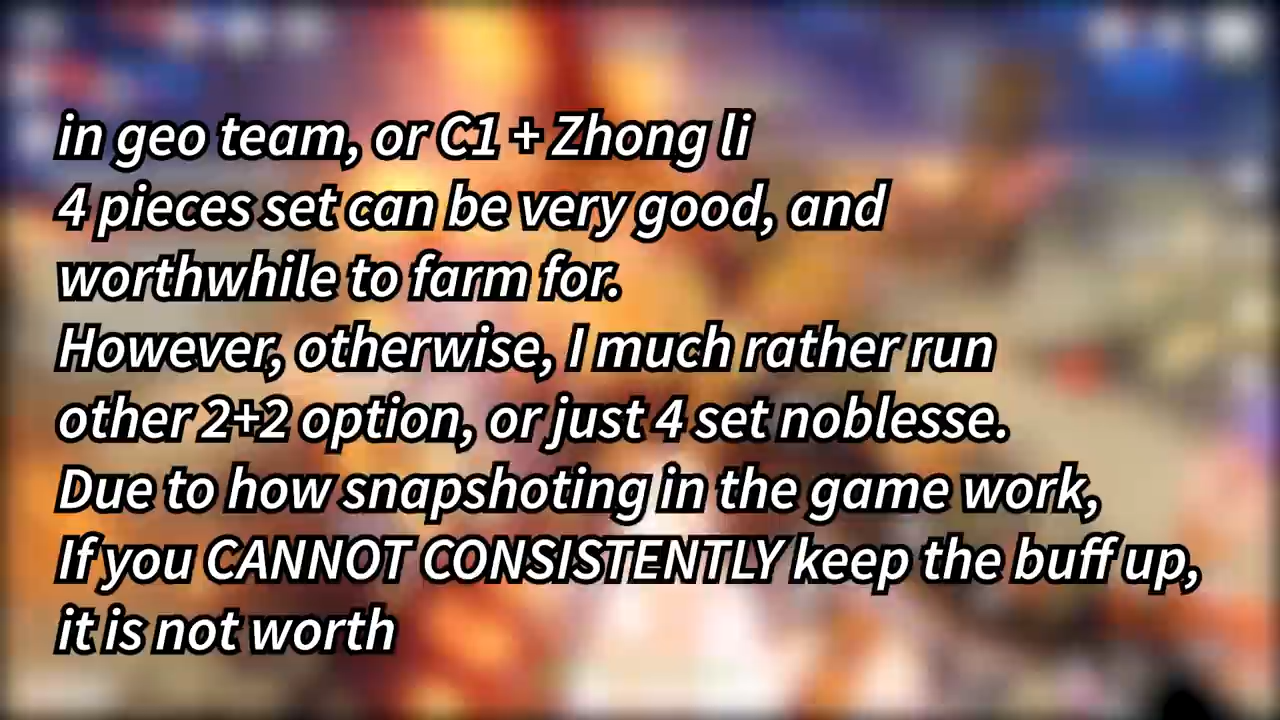 in geo team, or C1 + Zhong li
4 pieces set can be very good, and
worthwhile to farm for.
However, otherwise, I much rather run
other 2+2 option, or just 4 set noblesse.
Due to how snapshoting in the game work,
If you CANNOT CONSISTENTLY keep the buff up,
it is not worth